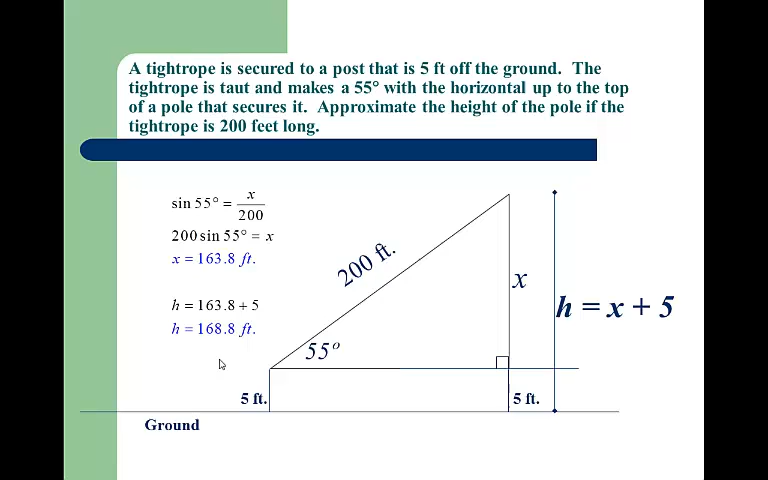 A tightrope is secured to a post that is 5 ft off the ground. The
tightrope is taut and makes a 55° with the horizontal up to the top
of a pole that secures it. Approximate the height of the pole if the
tightrope is 200 feet long.
sin 55° = x/200
200 sin 55° = x
x = 163.8 ft.
h = 163.8 + 5
h = 168.8 ft.
200 ft.
x
h = x + 5
55°
5 ft.
5 ft.
Ground